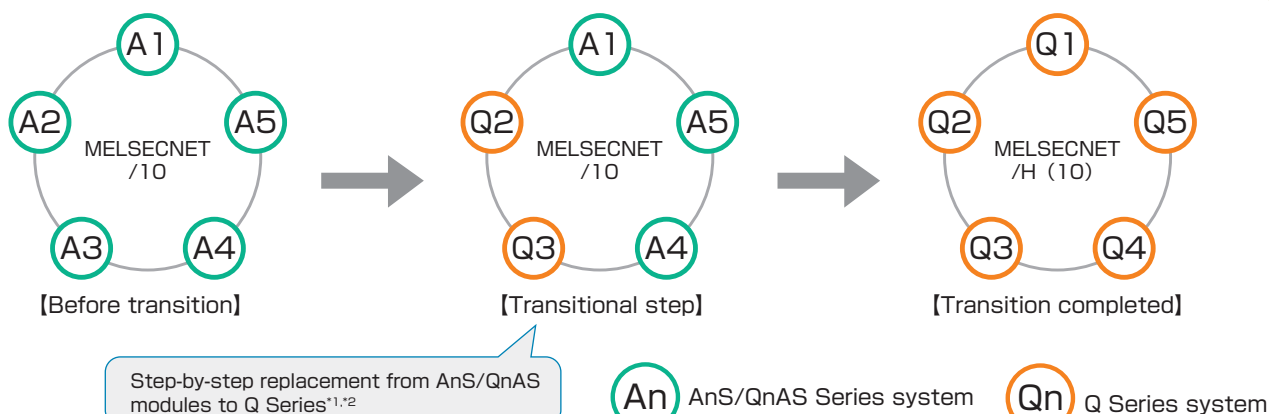 A1
A2
A5
MELSECNET
/10
A3
A4
【Before transition】
A1
Q2
A5
MELSECNET
/10
Q3
A4
【Transitional step】
Q1
Q2
Q5
MELSECNET
/H（10）
Q3
Q4
【Transition completed】
Step-by-step replacement from AnS/QnAS
modules to Q Series*1,*2
An AnS/QnAS Series system
Qn Q Series system